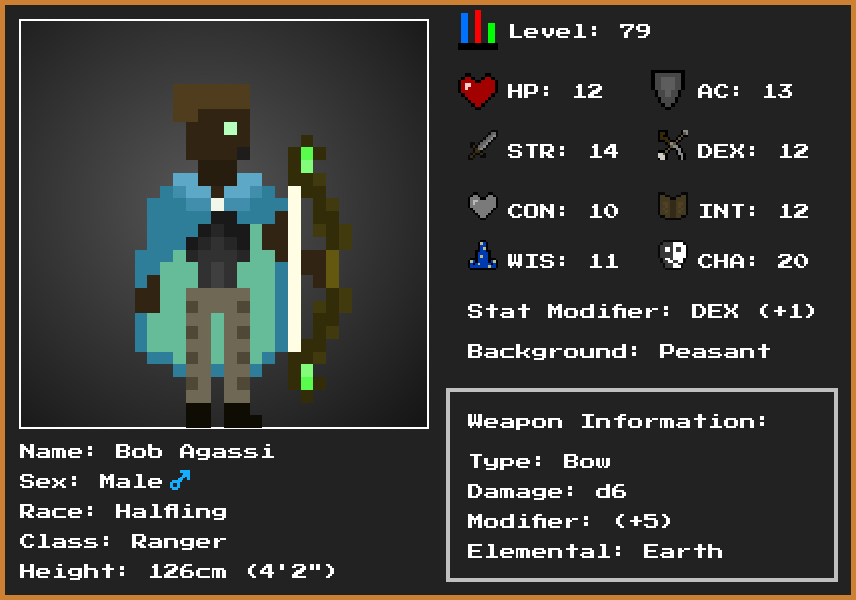 Level: 79
HP: 12
AC: 13
STR: 14
DEX: 12
CON: 10
INT: 12
WIS: 11
CHA: 20
Stat Modifier: DEX (+1)
Background: Peasant
Weapon Information:
Type: Bow
Damage: d6
Modifier: (+5)
Elemental: Earth
Name: Bob Agassi
Sex: Male ♂
Race: Halfling
Class: Ranger
Height: 126cm (4'2")